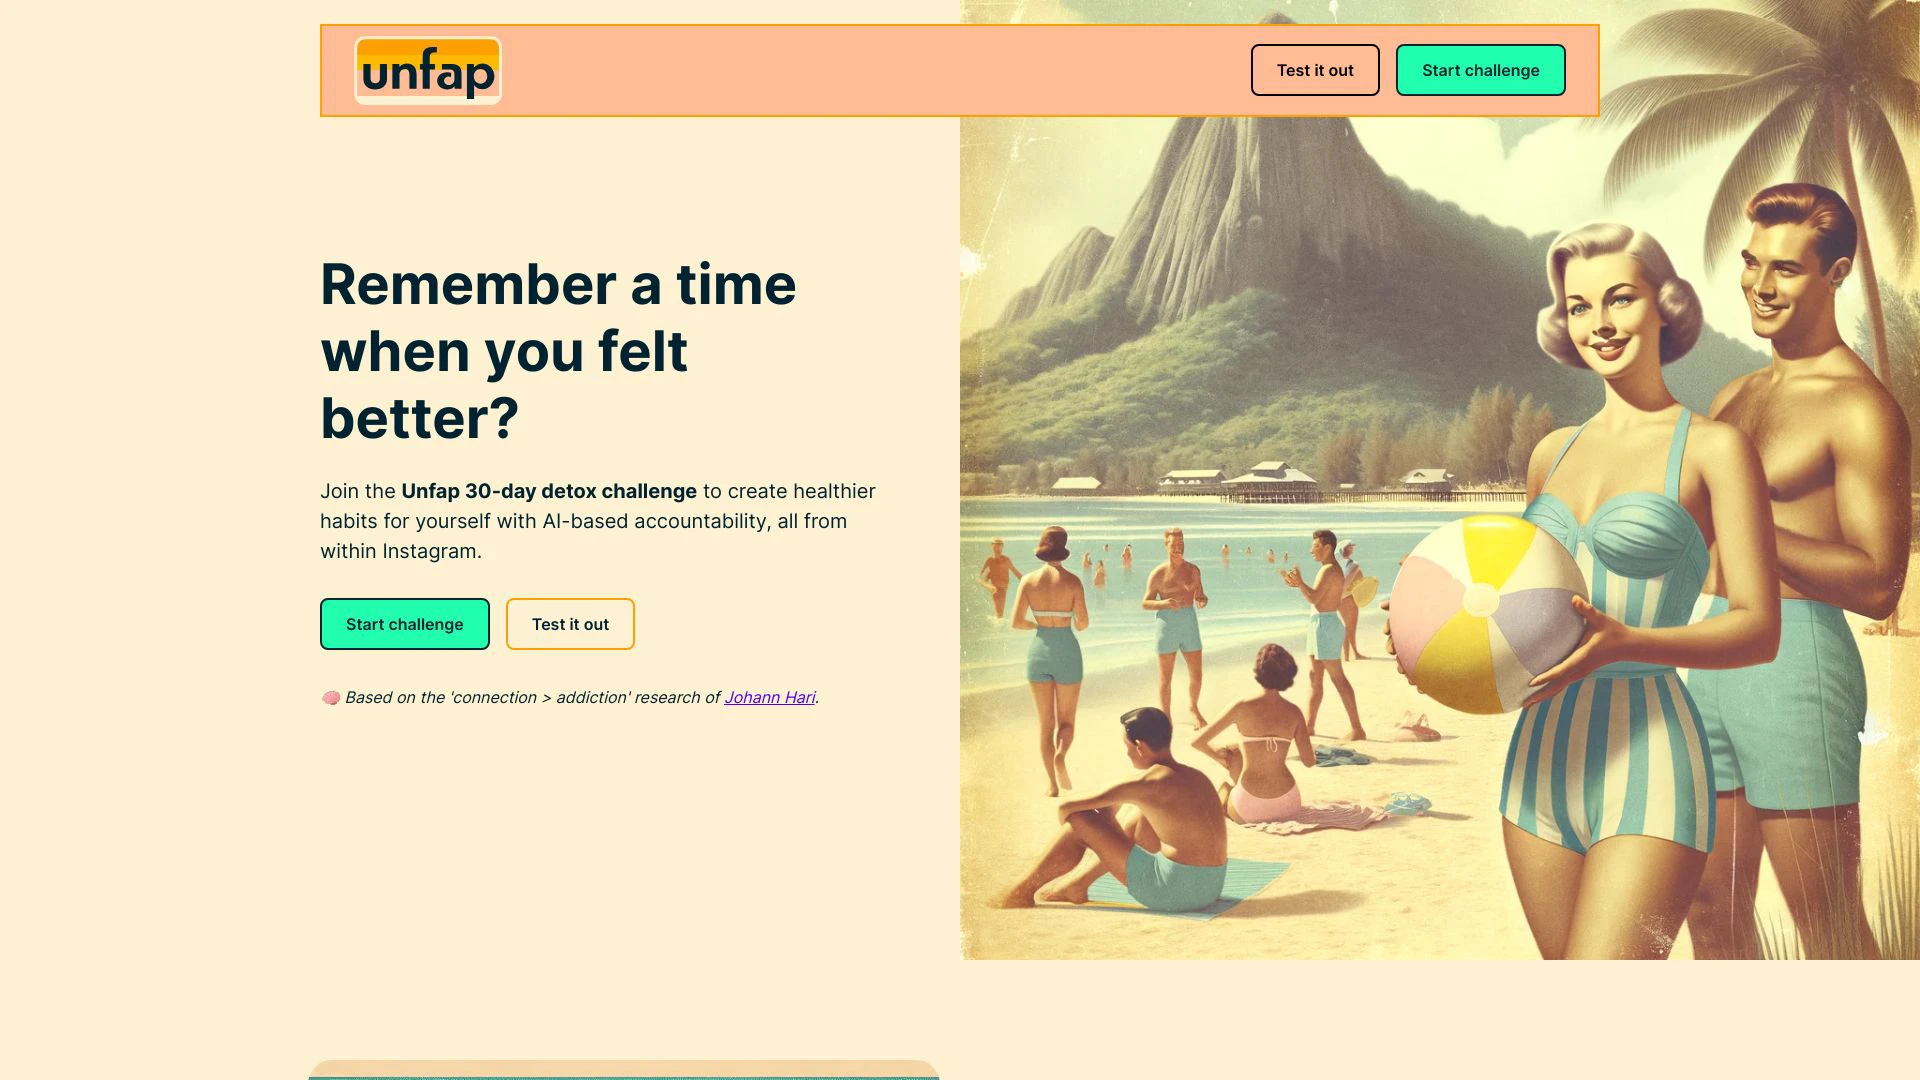 unfap
Test it out
Start challenge
Remember a time
when you felt
better?
Join the Unfap 30-day detox challenge to create healthier
habits for yourself with AI-based accountability, all from
within Instagram.
Start challenge
Test it out
🧠 Based on the 'connection > addiction' research of Johann Hari.